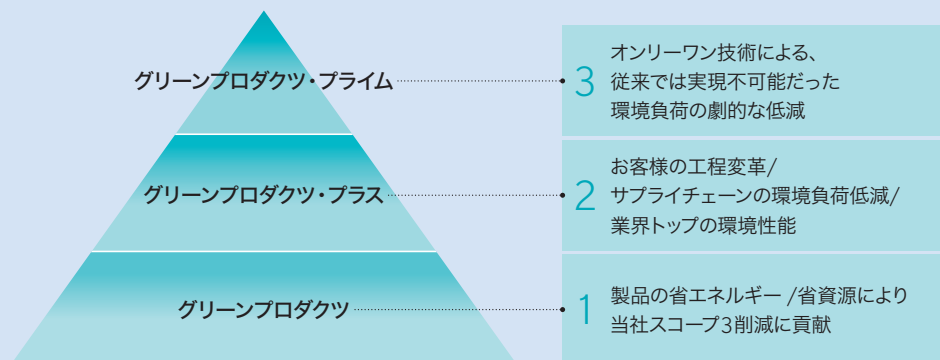 グリーンプロダクツ・プライム
3
オンリーワン技術による、
従来では実現不可能だった
環境負荷の劇的な低減
グリーンプロダクツ・プラス
2
お客様の工程変革/
サプライチェーンの環境負荷低減/
業界トップの環境性能
グリーンプロダクツ
1
製品の省エネルギー /省資源により
当社スコープ3削減に貢献